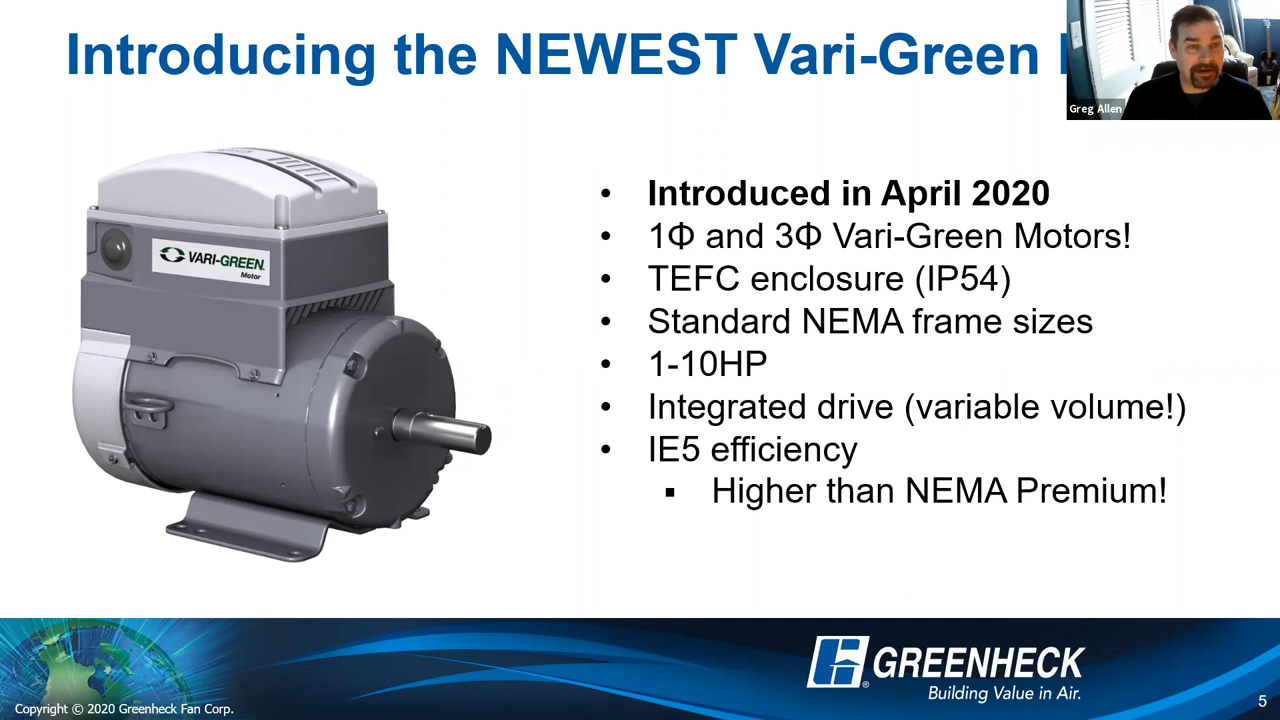 Introducing the NEWEST Vari-Green
Greg Allen
VARI-GREEN
Motor
• Introduced in April 2020
• 1Φ and 3Φ Vari-Green Motors!
• TEFC enclosure (IP54)
• Standard NEMA frame sizes
• 1-10HP
• Integrated drive (variable volume!)
• IE5 efficiency
▪ Higher than NEMA Premium!
GREENHECK
®
Building Value in Air.
Copyright © 2020 Greenheck Fan Corp.
5